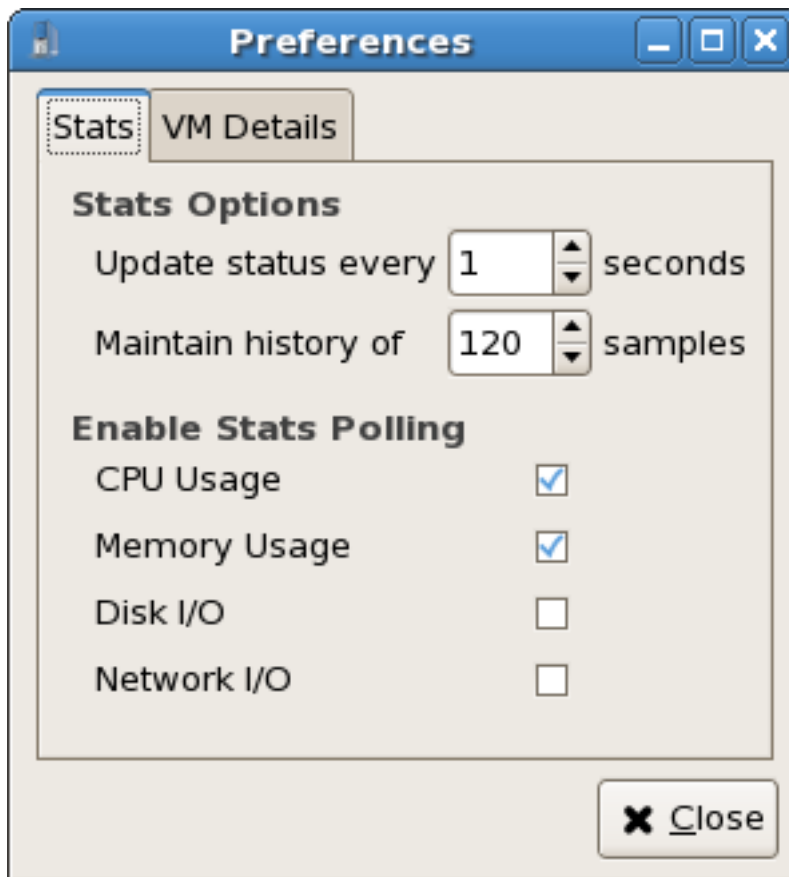 Preferences
Stats VM Details
Stats Options
Update status every 1 seconds
Maintain history of 120 samples
Enable Stats Polling
CPU Usage
Memory Usage
Disk I/O
Network I/O
Close